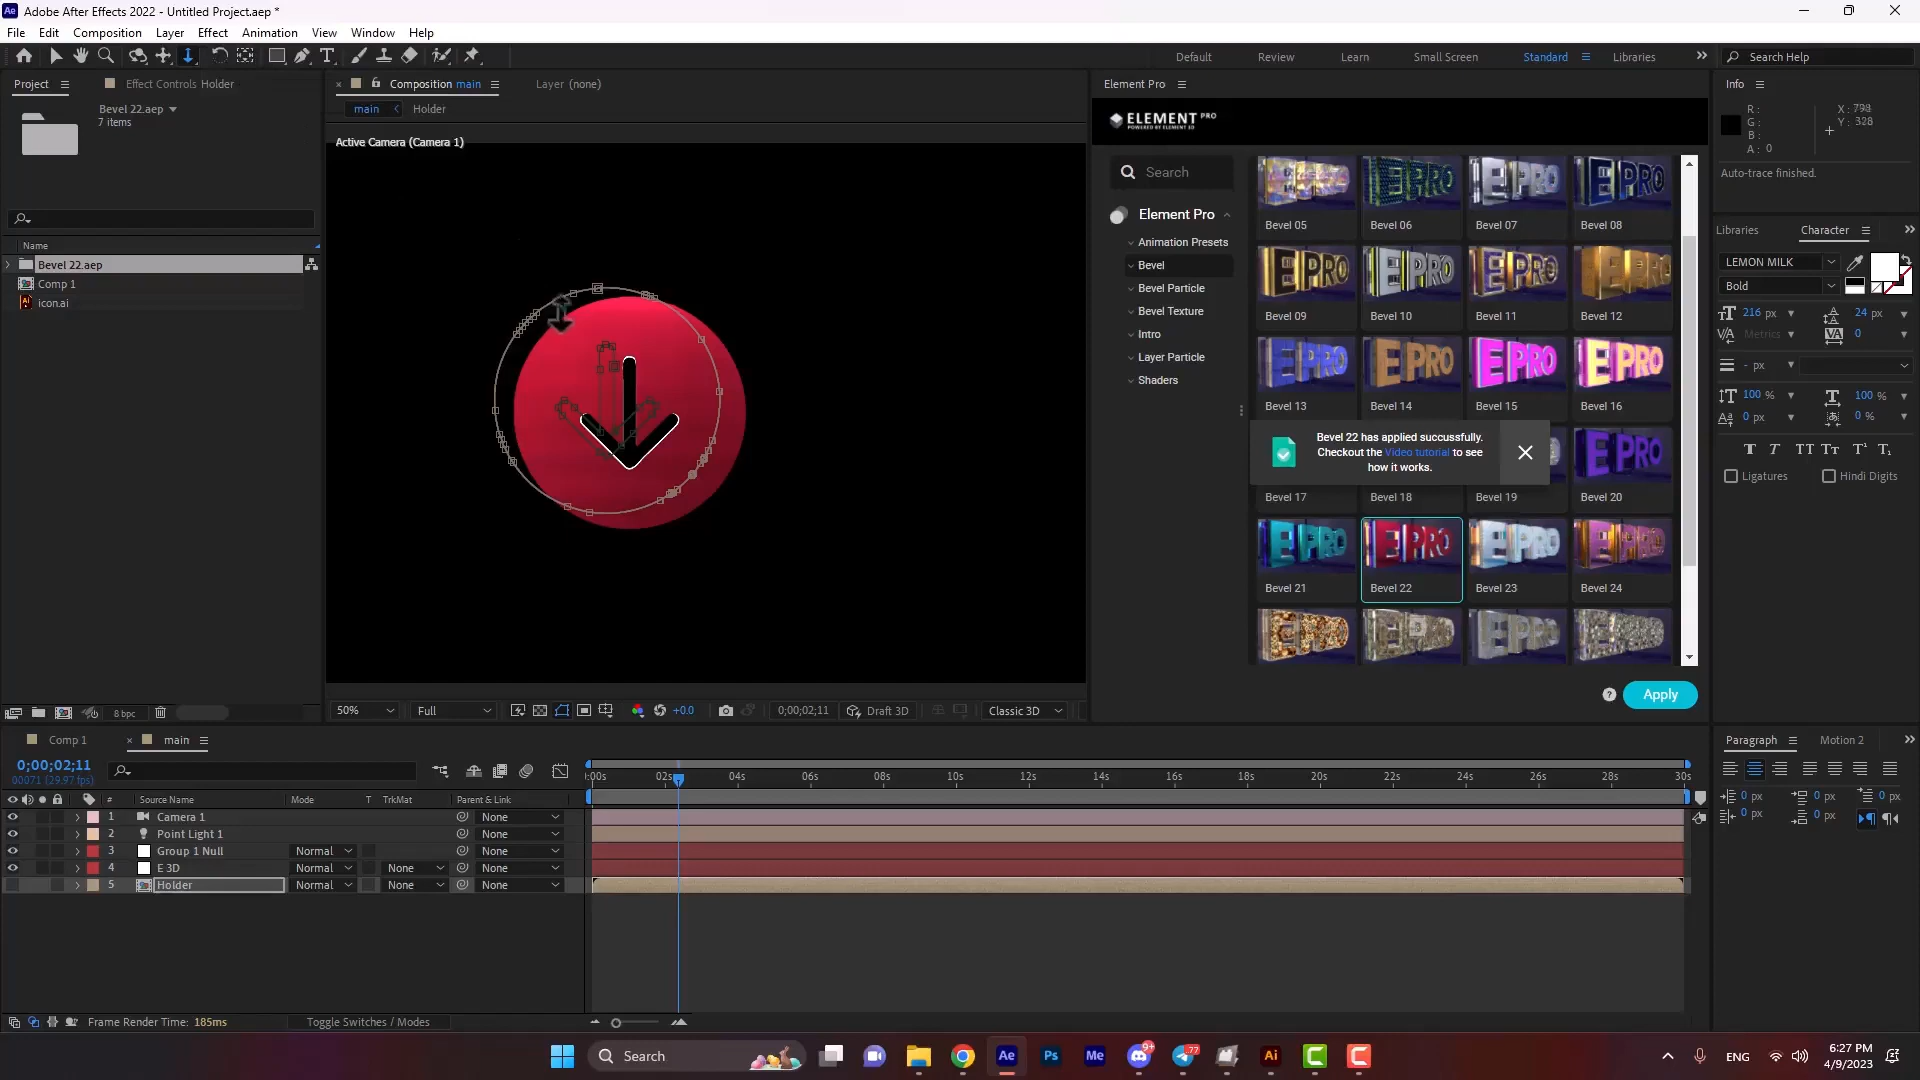 Adobe After Effects 2022 - Untitled Project.aep *
File Edit Composition Layer Effect Animation View Window Help
Default Review Learn Small Screen Standard Libraries Search Help
Project Effect Controls Holder
Bevel 22.aep
7 items
Name
Bevel 22.aep
Comp 1
icon.ai
8 bpc
Composition main Layer (none)
main Holder
Active Camera (Camera 1)
50% Full +0.0 0;00;02;11 Draft 3D Classic 3D
Element Pro
ELEMENT PRO
POWERED BY ELEMENT 3D
Search
Element Pro
Animation Presets
Bevel
Bevel Particle
Bevel Texture
Intro
Layer Particle
Shaders
Bevel 05 Bevel 06 Bevel 07 Bevel 08
Bevel 09 Bevel 10 Bevel 11 Bevel 12
Bevel 13 Bevel 14 Bevel 15 Bevel 16
Bevel 22 has applied succussfully.
Checkout the Video tutorial to see
how it works.
Bevel 17 Bevel 18 Bevel 19 Bevel 20
Bevel 21 Bevel 22 Bevel 23 Bevel 24
Apply
Info
R:
G:
B:
A: 0
X: 798
Y: 328
Auto-trace finished.
Libraries Character
LEMON MILK
Bold
216 px 24 px
Metrics 0
- px
100 % 100 %
0 px 0 %
Ligatures Hindi Digits
Paragraph Motion 2
0 px 0 px 0 px
0 px 0 px
Comp 1 main
0;00;02;11
00071 (29.97 fps)
:00s 02s 04s 06s 08s 10s 12s 14s 16s 18s 20s 22s 24s 26s 28s 30s
# Source Name Mode T TrkMat Parent & Link
1 Camera 1 None
2 Point Light 1 None
3 Group 1 Null Normal None
4 E 3D Normal None None
5 Holder Normal None None
Frame Render Time: 185ms Toggle Switches / Modes
Search
ENG
6:27 PM
4/9/2023